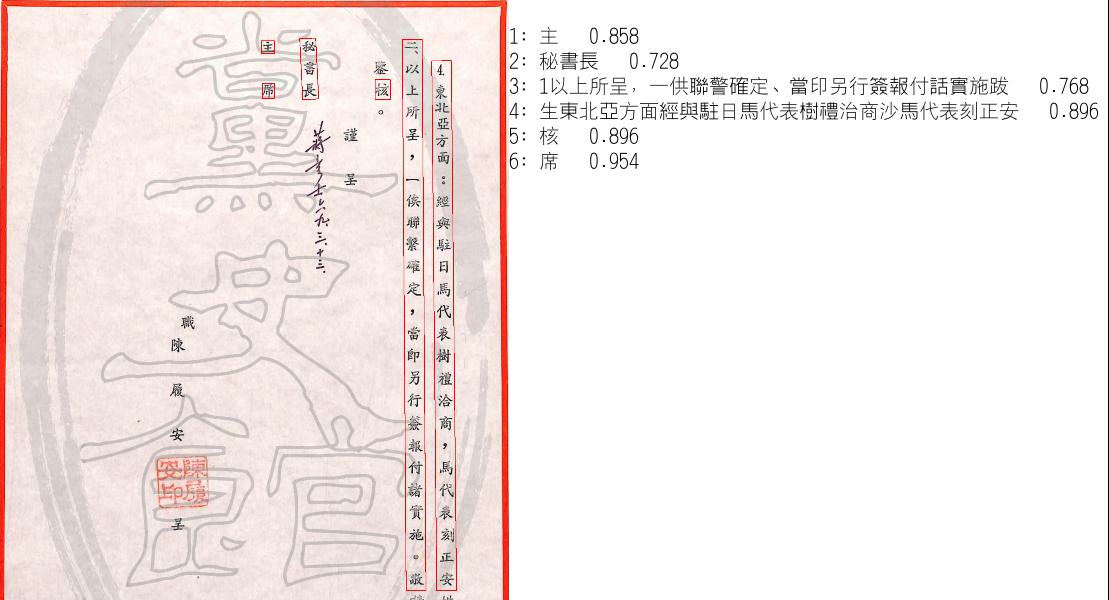 4.東北亞方面：經與駐日馬代表樹禮洽商，馬代表刻正安
二、以上所呈，一俟聯繫確定，當即另行簽報付諸實施。敬
鑒核。
謹呈
秘書長
蔣彥士六九、三、十三、
主席
職陳履安
陳履安印
呈
黨史館
1: 主 0.858
2: 秘書長 0.728
3: 1以上所呈，一供聯警確定、當印另行簽報付話實施跋 0.768
4: 生東北亞方面經與駐日馬代表樹禮治商沙馬代表刻正安 0.896
5: 核 0.896
6: 席 0.954